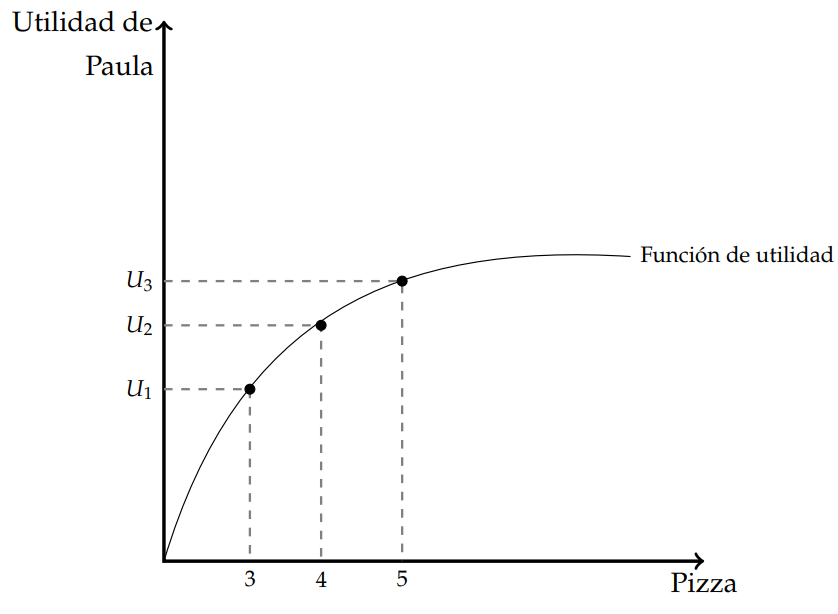 Utilidad de
Paula
Función de utilidad
U₃
U₂
U₁
3 4 5
Pizza